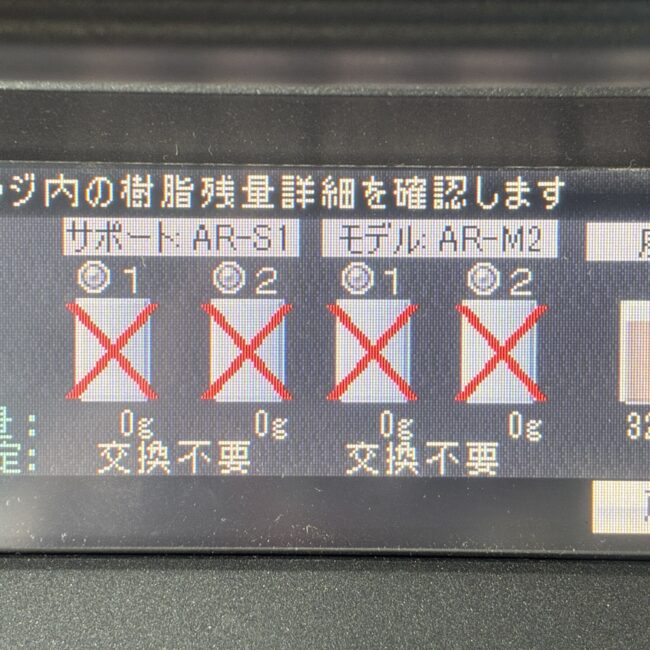 ジ内の樹脂残量詳細を確認します
サポート: AR-S1 モデル: AR-M2
1 2 1 2
量: 0g 0g 0g 0g 32
定: 交換不要 交換不要